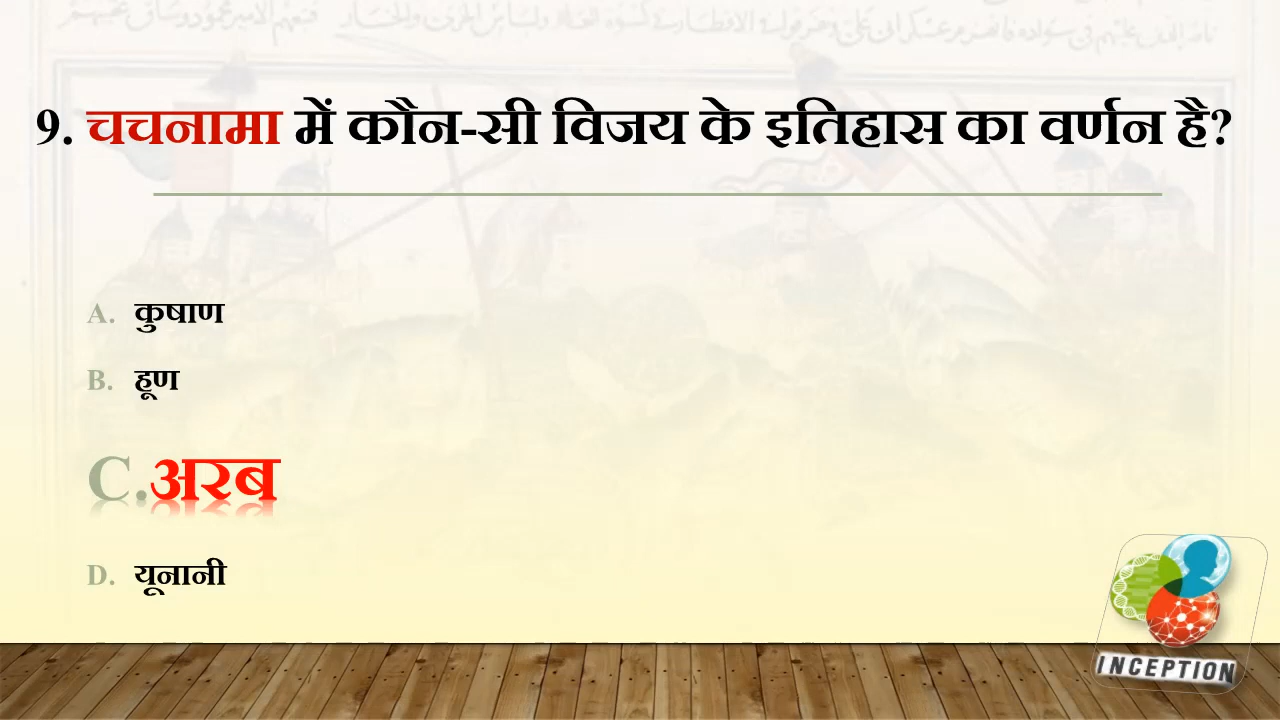 9. चचनामा में कौन-सी विजय के इतिहास का वर्णन है?
A. कुषाण
B. हूण
C.अरब
D. यूनानी
INCEPTION